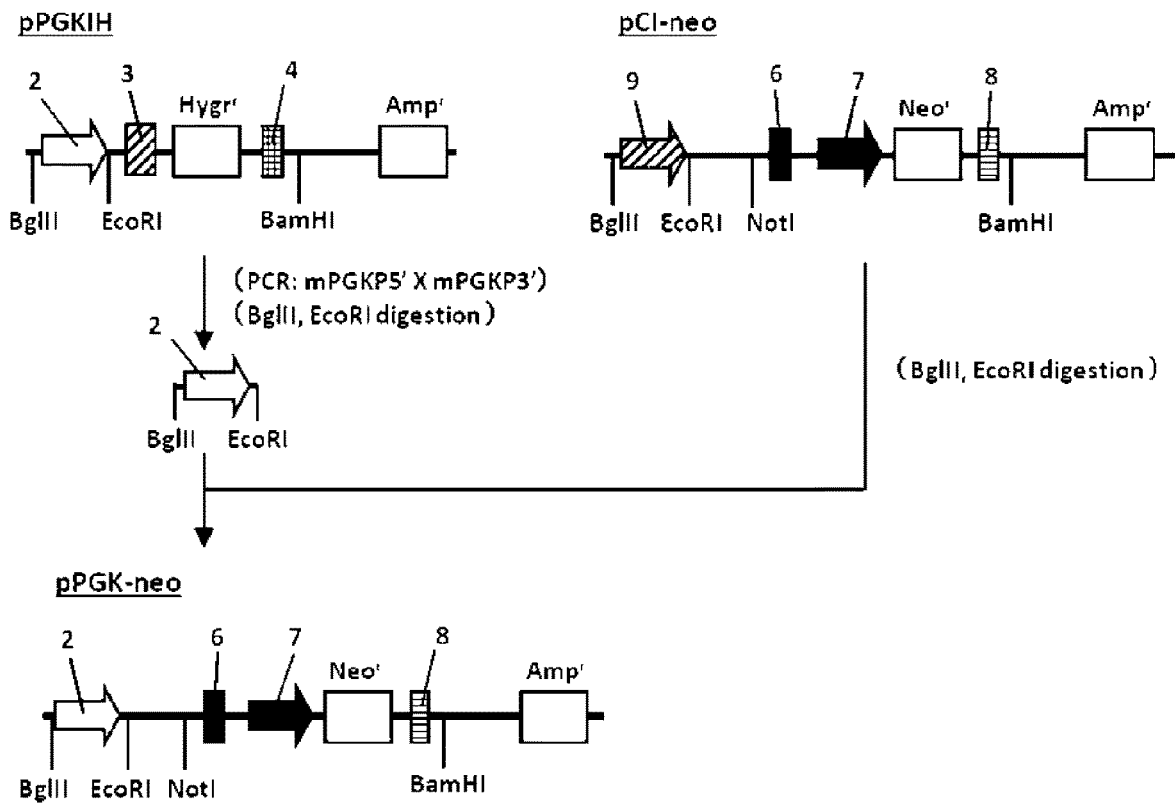 pPGKIH
pCI-neo
2
3
4
Hygr'
Amp'
9
6
7
Neo'
8
Amp'
BglII
EcoRI
BamHI
BglII
EcoRI
NotI
BamHI
(PCR: mPGKP5' X mPGKP3')
(BglII, EcoRI digestion)
2
(BglII, EcoRI digestion)
BglII
EcoRI
pPGK-neo
2
6
7
Neo'
8
Amp'
BglII
EcoRI
NotI
BamHI